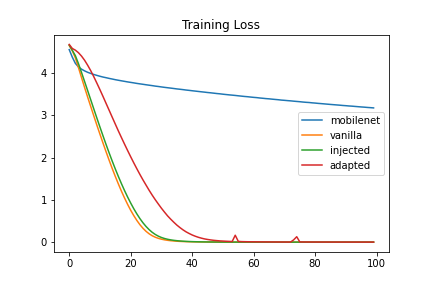 Training Loss
4
3
2
1
0
mobilenet
vanilla
injected
adapted
0 20 40 60 80 100